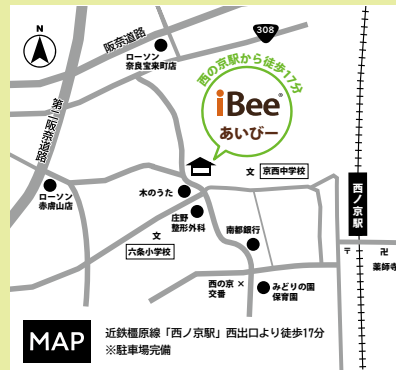 N
阪奈道路
308
ローソン
奈良宝来町店
西の京駅から徒歩17分
iBee®
あいびー
第二阪奈道路
文 京西中学校
ローソン
赤膚山店
木のうた
庄野
整形外科
文
六条小学校
南都銀行
西ノ京駅
〒
卍
薬師寺
西の京 ×
交番
みどりの園
保育園
MAP
近鉄橿原線「西ノ京駅」西出口より徒歩17分
※駐車場完備